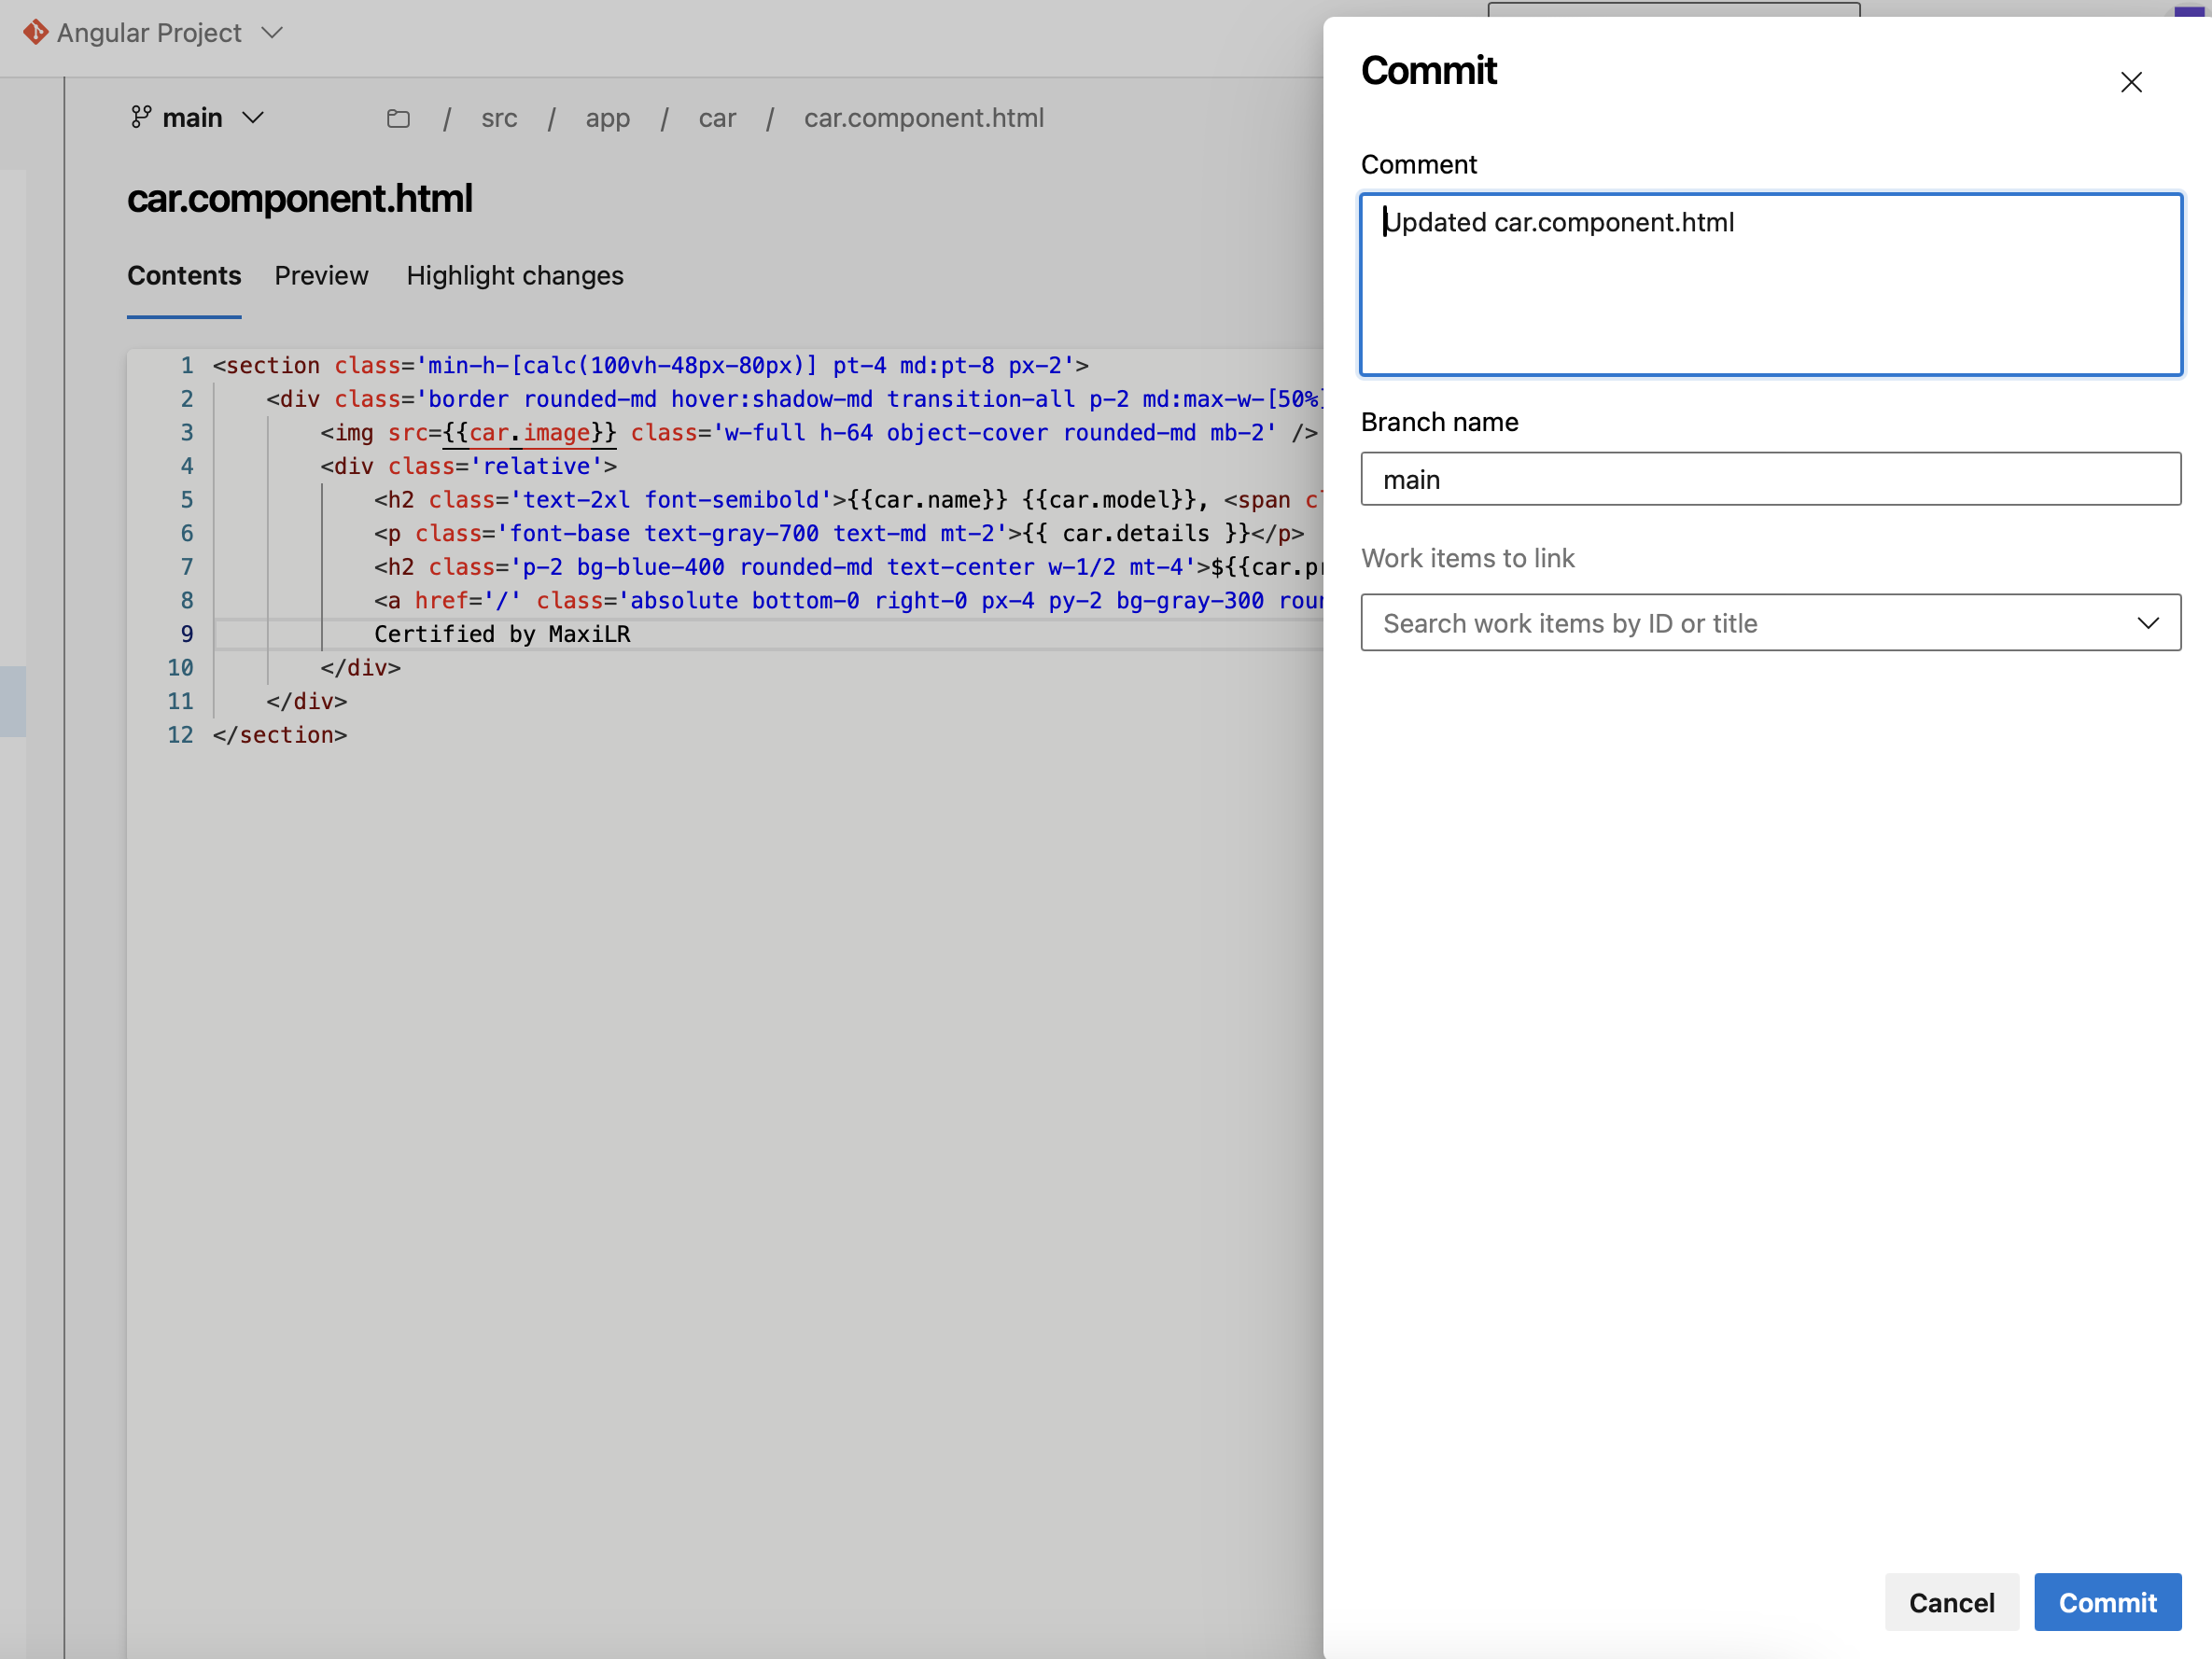 Angular Project
main / src / app / car / car.component.html
car.component.html
Contents Preview Highlight changes
1 <section class='min-h-[calc(100vh-48px-80px)] pt-4 md:pt-8 px-2'>
2 <div class='border rounded-md hover:shadow-md transition-all p-2 md:max-w-[50%]
3 <img src={{car.image}} class='w-full h-64 object-cover rounded-md mb-2' />
4 <div class='relative'>
5 <h2 class='text-2xl font-semibold'>{{car.name}} {{car.model}}, <span cl
6 <p class='font-base text-gray-700 text-md mt-2'>{{ car.details }}</p>
7 <h2 class='p-2 bg-blue-400 rounded-md text-center w-1/2 mt-4'>${{car.pr
8 <a href='/' class='absolute bottom-0 right-0 px-4 py-2 bg-gray-300 roun
9 Certified by MaxiLR
10 </div>
11 </div>
12 </section>
Commit
Comment
Updated car.component.html
Branch name
main
Work items to link
Search work items by ID or title
Cancel Commit